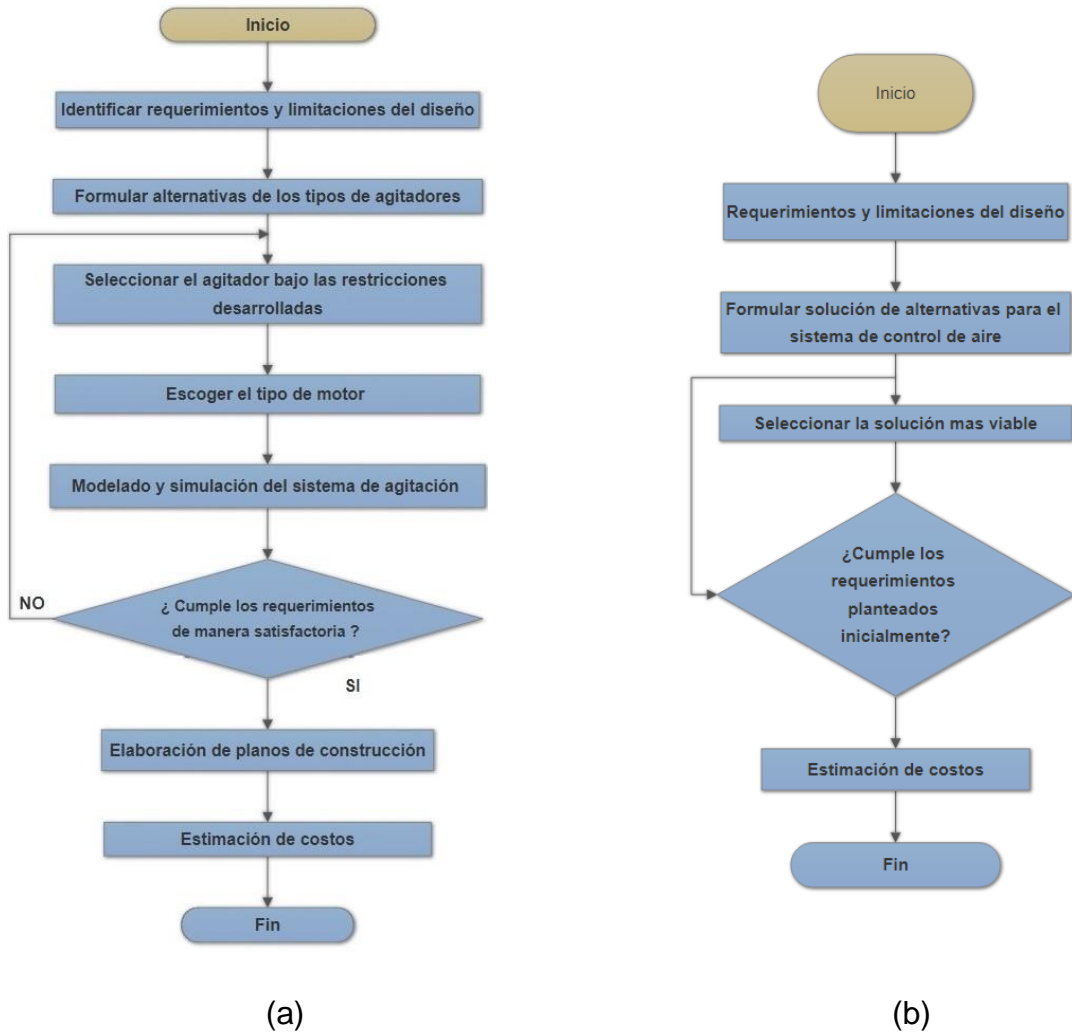 Inicio
Identificar requerimientos y limitaciones del diseño
Formular alternativas de los tipos de agitadores
Seleccionar el agitador bajo las restricciones
desarrolladas
Escoger el tipo de motor
Modelado y simulación del sistema de agitación
NO
¿ Cumple los requerimientos
de manera satisfactoria ?
SI
Elaboración de planos de construcción
Estimación de costos
Fin
(a)
Inicio
Requerimientos y limitaciones del diseño
Formular solución de alternativas para el
sistema de control de aire
Seleccionar la solución mas viable
¿Cumple los
requerimientos
planteados
inicialmente?
Estimación de costos
Fin
(b)